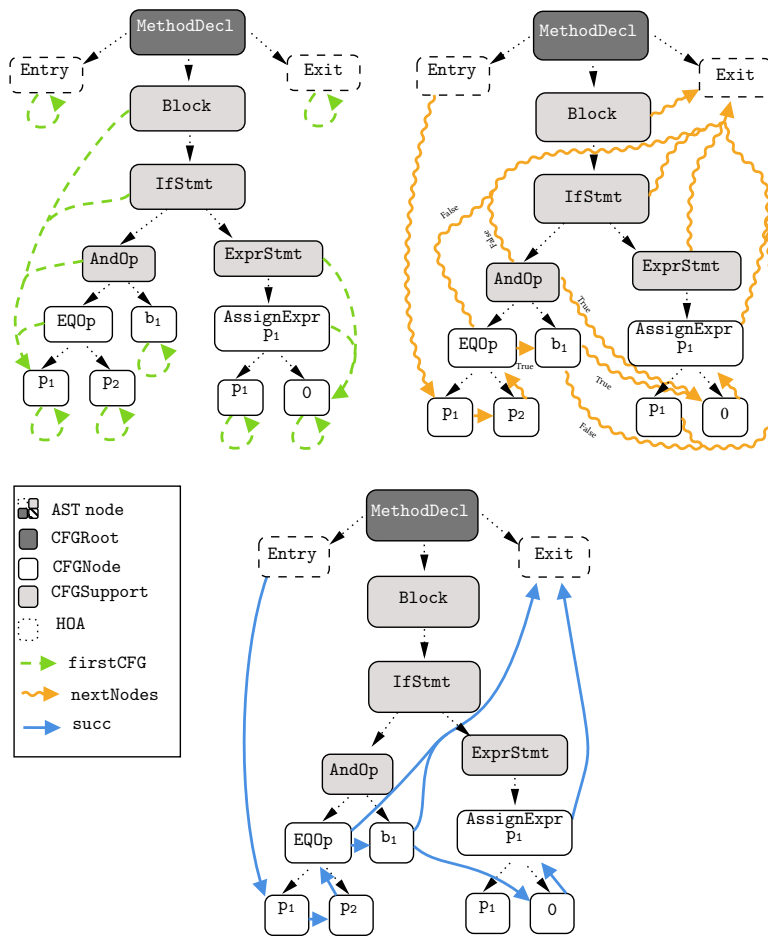 MethodDecl
Entry
Exit
Block
IfStmt
AndOp
ExprStmt
EQOp
b1
AssignExpr
p1
p1
p2
p1
0
MethodDecl
Entry
Exit
Block
IfStmt
False
False
AndOp
ExprStmt
True
EQOp
b1
AssignExpr
p1
True
True
p1
p2
False
p1
0
AST node
CFGRoot
CFGNode
CFGSupport
HOA
firstCFG
nextNodes
succ
MethodDecl
Entry
Exit
Block
IfStmt
AndOp
ExprStmt
EQOp
b1
AssignExpr
p1
p1
p2
p1
0